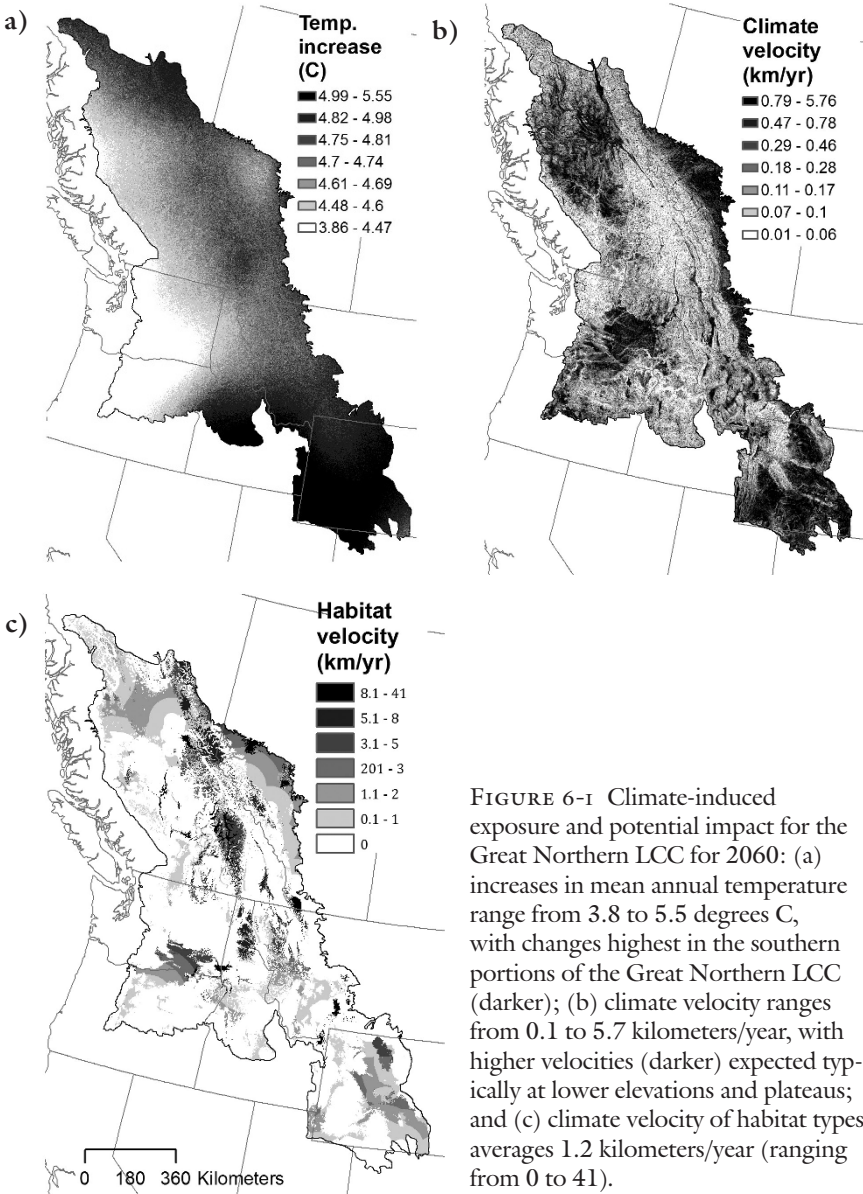 a)
Temp.
increase
(C)
4.99 - 5.55
4.82 - 4.98
4.75 - 4.81
4.7 - 4.74
4.61 - 4.69
4.48 - 4.6
3.86 - 4.47
b)
Climate
velocity
(km/yr)
0.79 - 5.76
0.47 - 0.78
0.29 - 0.46
0.18 - 0.28
0.11 - 0.17
0.07 - 0.1
0.01 - 0.06
c)
Habitat
velocity
(km/yr)
8.1 - 41
5.1 - 8
3.1 - 5
201 - 3
1.1 - 2
0.1 - 1
0
0 180 360 Kilometers
FIGURE 6-1 Climate-induced
exposure and potential impact for the
Great Northern LCC for 2060: (a)
increases in mean annual temperature
range from 3.8 to 5.5 degrees C,
with changes highest in the southern
portions of the Great Northern LCC
(darker); (b) climate velocity ranges
from 0.1 to 5.7 kilometers/year, with
higher velocities (darker) expected typ-
ically at lower elevations and plateaus;
and (c) climate velocity of habitat types
averages 1.2 kilometers/year (ranging
from 0 to 41).